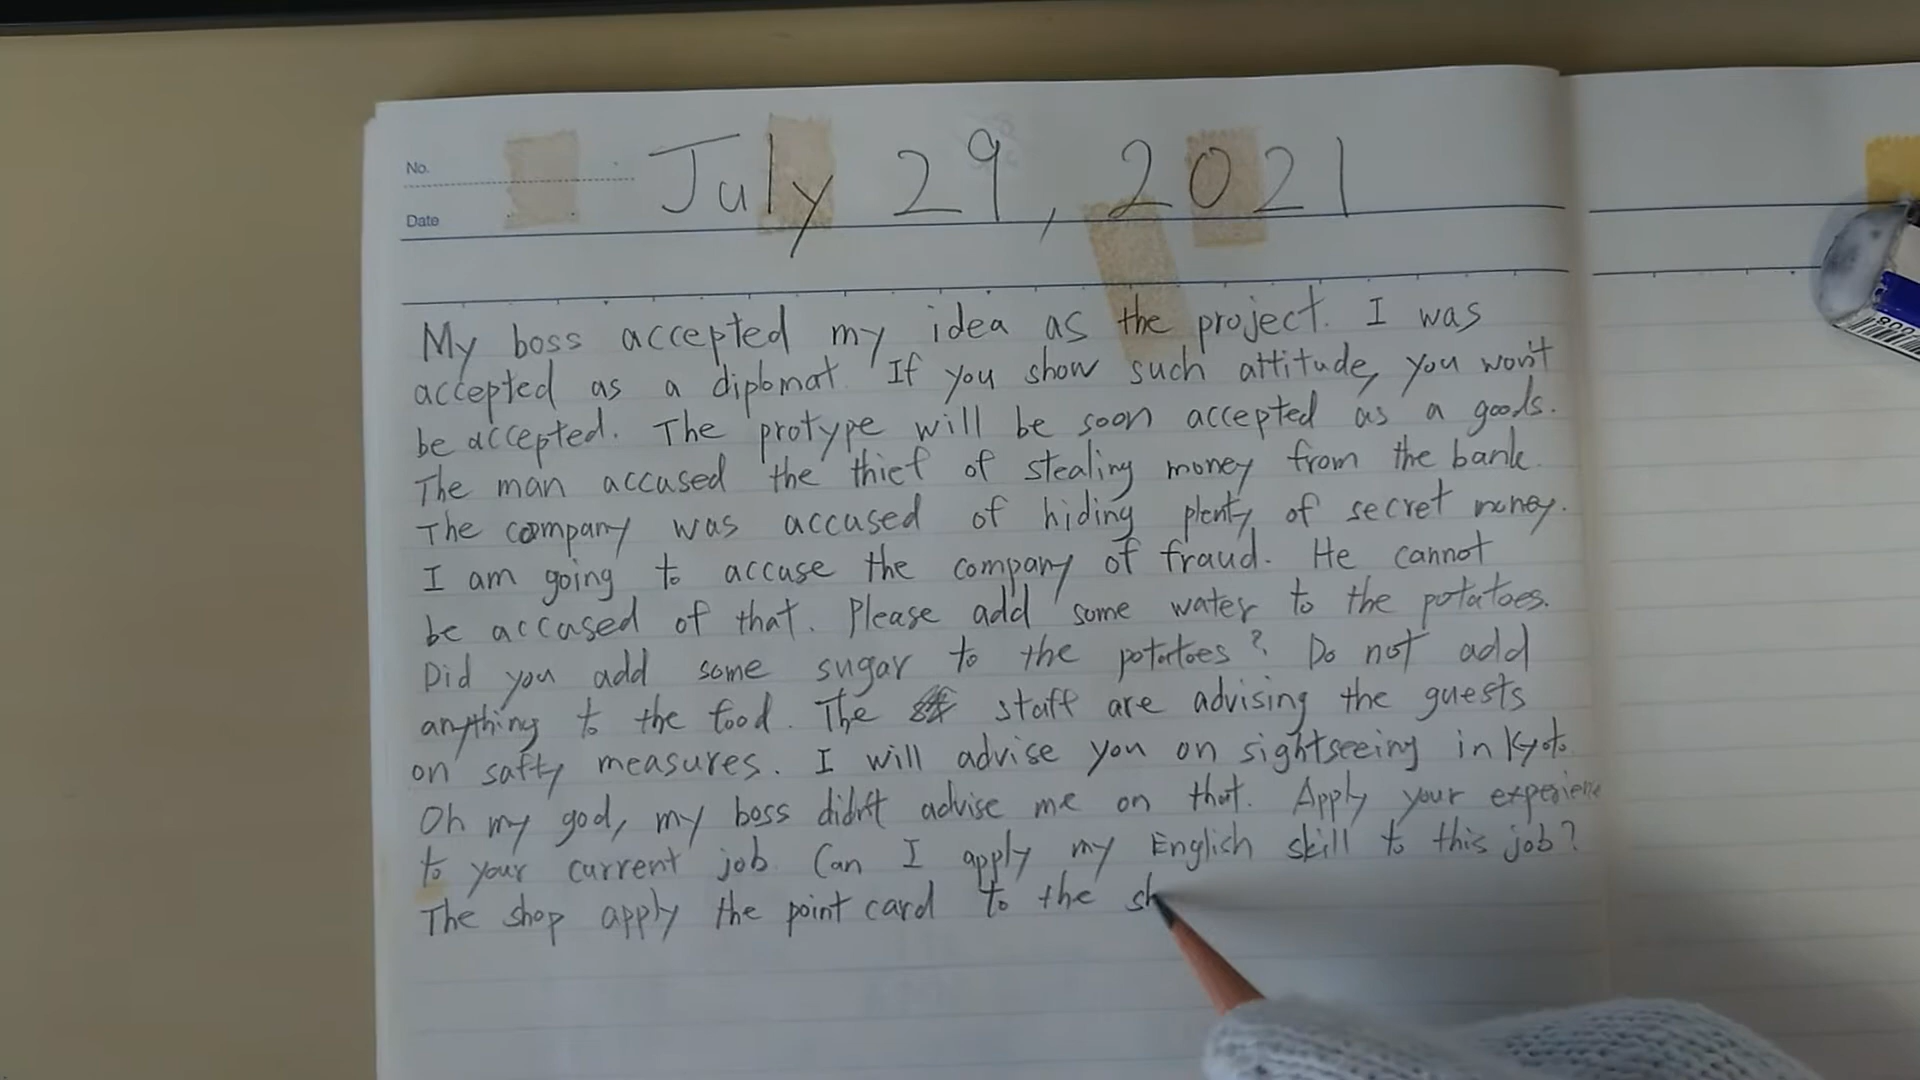 No.
Date
July 29, 2021
My boss accepted my idea as the project. I was
accepted as a diplomat. If you show such attitude, you won't
be accepted. The protype will be soon accepted as a goods.
The man accused the thief of stealing money from the bank.
The company was accused of hiding plenty of secret money.
I am going to accuse the company of fraud. He cannot
be accused of that. Please add some water to the potatoes.
Did you add some sugar to the potatoes? Do not add
anything to the food. The staff are advising the guests
on safty measures. I will advise you on sightseeing in Kyoto.
Oh my god, my boss didn't advise me on that. Apply your experience
to your current job. Can I apply my English skill to this job?
The shop apply the point card to the sh